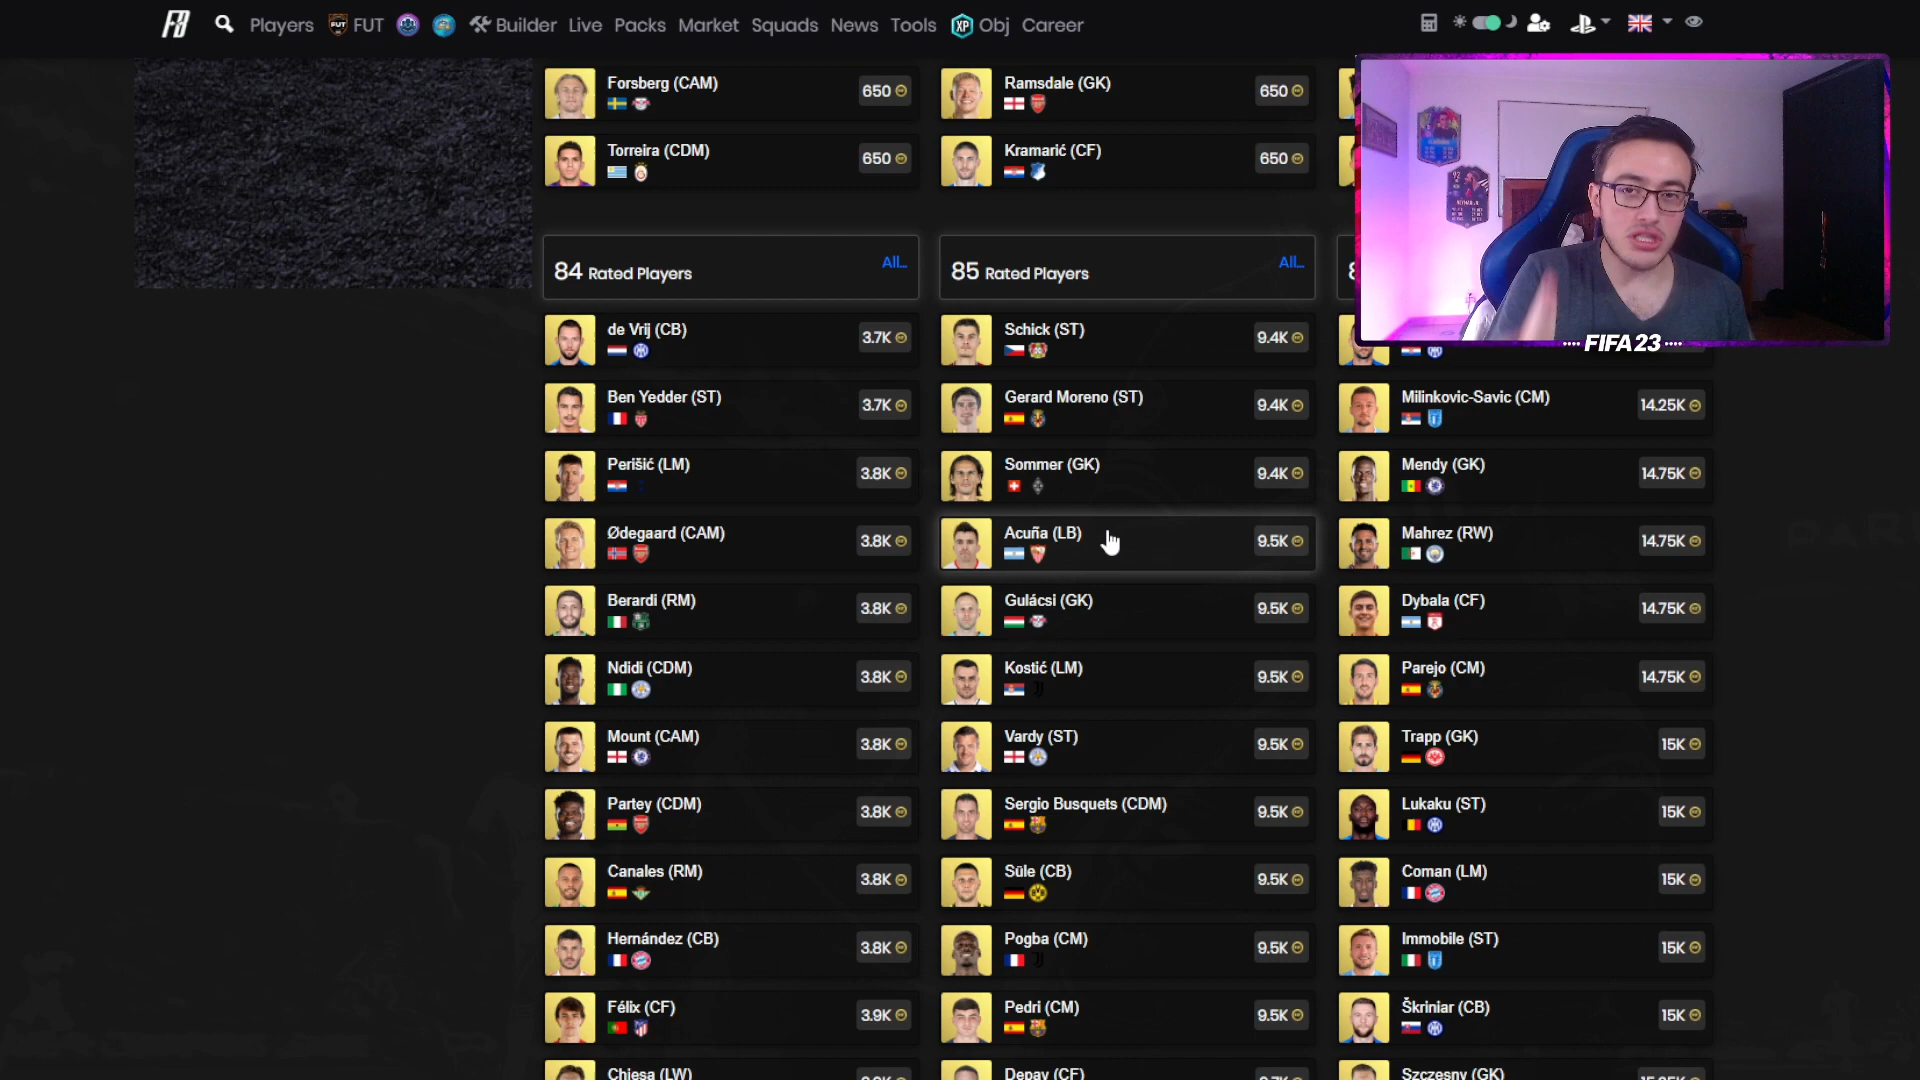 Players
FUT
Builder
Live
Packs
Market
Squads
News
Tools
XP
Obj
Career
Forsberg (CAM)
650
Ramsdale (GK)
650
Torreira (CDM)
650
Kramarić (CF)
650
84 Rated Players
All...
85 Rated Players
All...
de Vrij (CB)
3.7K
Schick (ST)
9.4K
FIFA 23
Ben Yedder (ST)
3.7K
Gerard Moreno (ST)
9.4K
Milinkovic-Savic (CM)
14.25K
Perišić (LM)
3.8K
Sommer (GK)
9.4K
Mendy (GK)
14.75K
Ødegaard (CAM)
3.8K
Acuña (LB)
9.5K
Mahrez (RW)
14.75K
Berardi (RM)
3.8K
Gulácsi (GK)
9.5K
Dybala (CF)
14.75K
Ndidi (CDM)
3.8K
Kostić (LM)
9.5K
Parejo (CM)
14.75K
Mount (CAM)
3.8K
Vardy (ST)
9.5K
Trapp (GK)
15K
Partey (CDM)
3.8K
Sergio Busquets (CDM)
9.5K
Lukaku (ST)
15K
Canales (RM)
3.8K
Süle (CB)
9.5K
Coman (LM)
15K
Hernández (CB)
3.8K
Pogba (CM)
9.5K
Immobile (ST)
15K
Félix (CF)
3.9K
Pedri (CM)
9.5K
Škriniar (CB)
15K
Chiesa (LW)
Depay (CF)
Szczesny (GK)